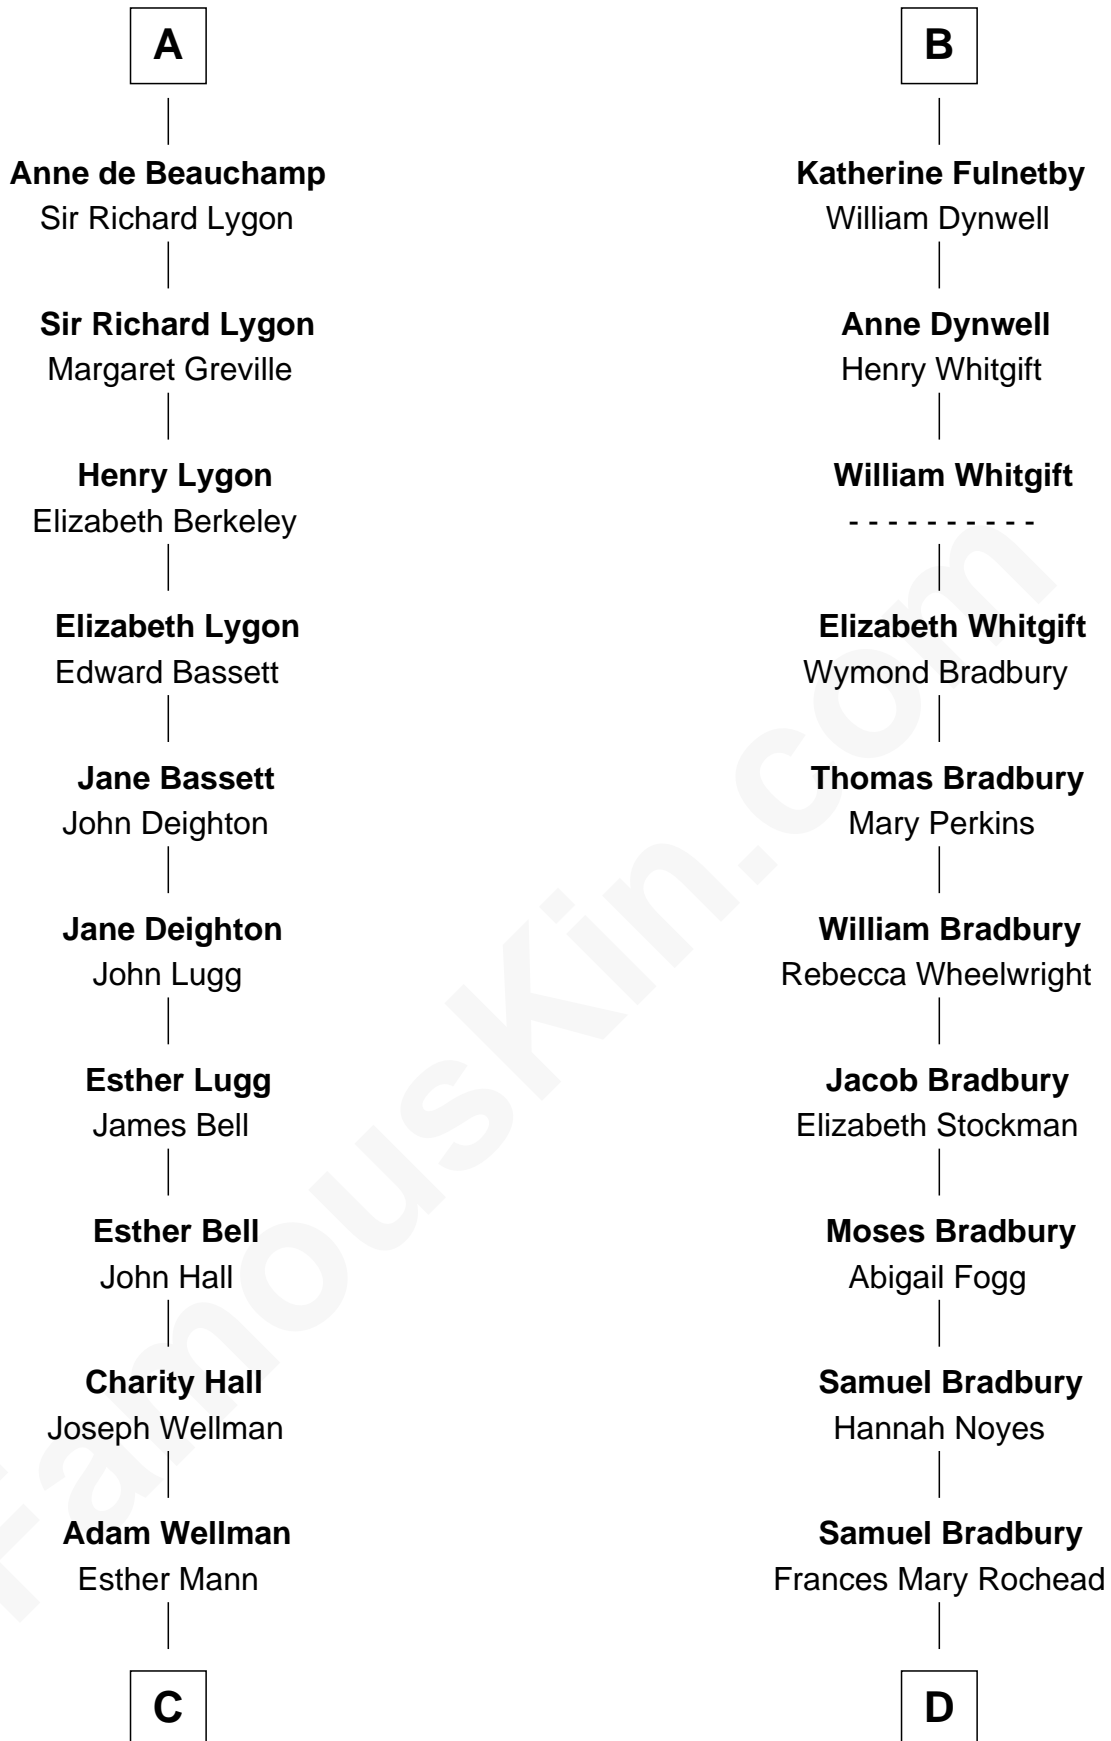 A
Anne de Beauchamp
Sir Richard Lygon
Sir Richard Lygon
Margaret Greville
Henry Lygon
Elizabeth Berkeley
Elizabeth Lygon
Edward Bassett
Jane Bassett
John Deighton
Jane Deighton
John Lugg
Esther Lugg
James Bell
Esther Bell
John Hall
Charity Hall
Joseph Wellman
Adam Wellman
Esther Mann
C
B
Katherine Fulnetby
William Dynwell
Anne Dynwell
Henry Whitgift
William Whitgift
- - - - - - - - - -
Elizabeth Whitgift
Wymond Bradbury
Thomas Bradbury
Mary Perkins
William Bradbury
Rebecca Wheelwright
Jacob Bradbury
Elizabeth Stockman
Moses Bradbury
Abigail Fogg
Samuel Bradbury
Hannah Noyes
Samuel Bradbury
Frances Mary Rochead
D
FamousKin.com